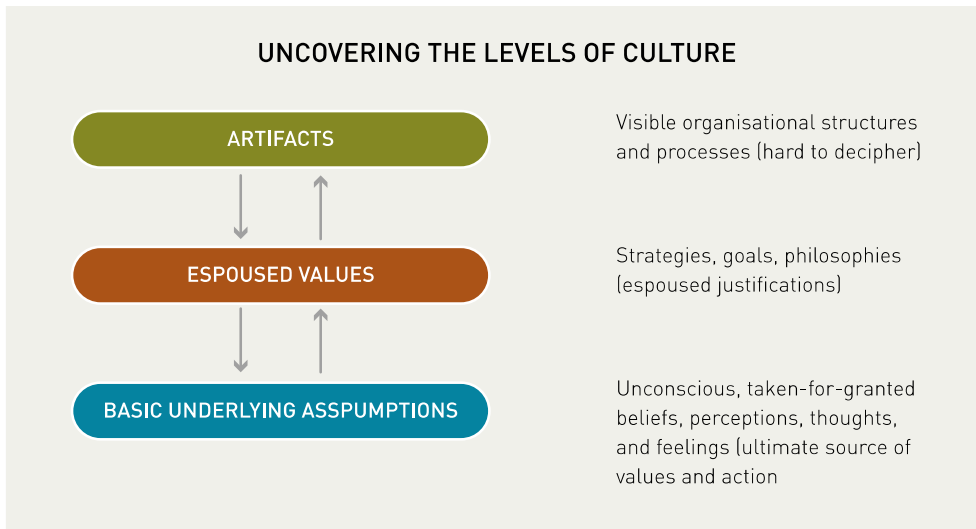 UNCOVERING THE LEVELS OF CULTURE
ARTIFACTS
Visible organisational structures
and processes (hard to decipher)
ESPOUSED VALUES
Strategies, goals, philosophies
(espoused justifications)
BASIC UNDERLYING ASSPUMPTIONS
Unconscious, taken-for-granted
beliefs, perceptions, thoughts,
and feelings (ultimate source of
values and action